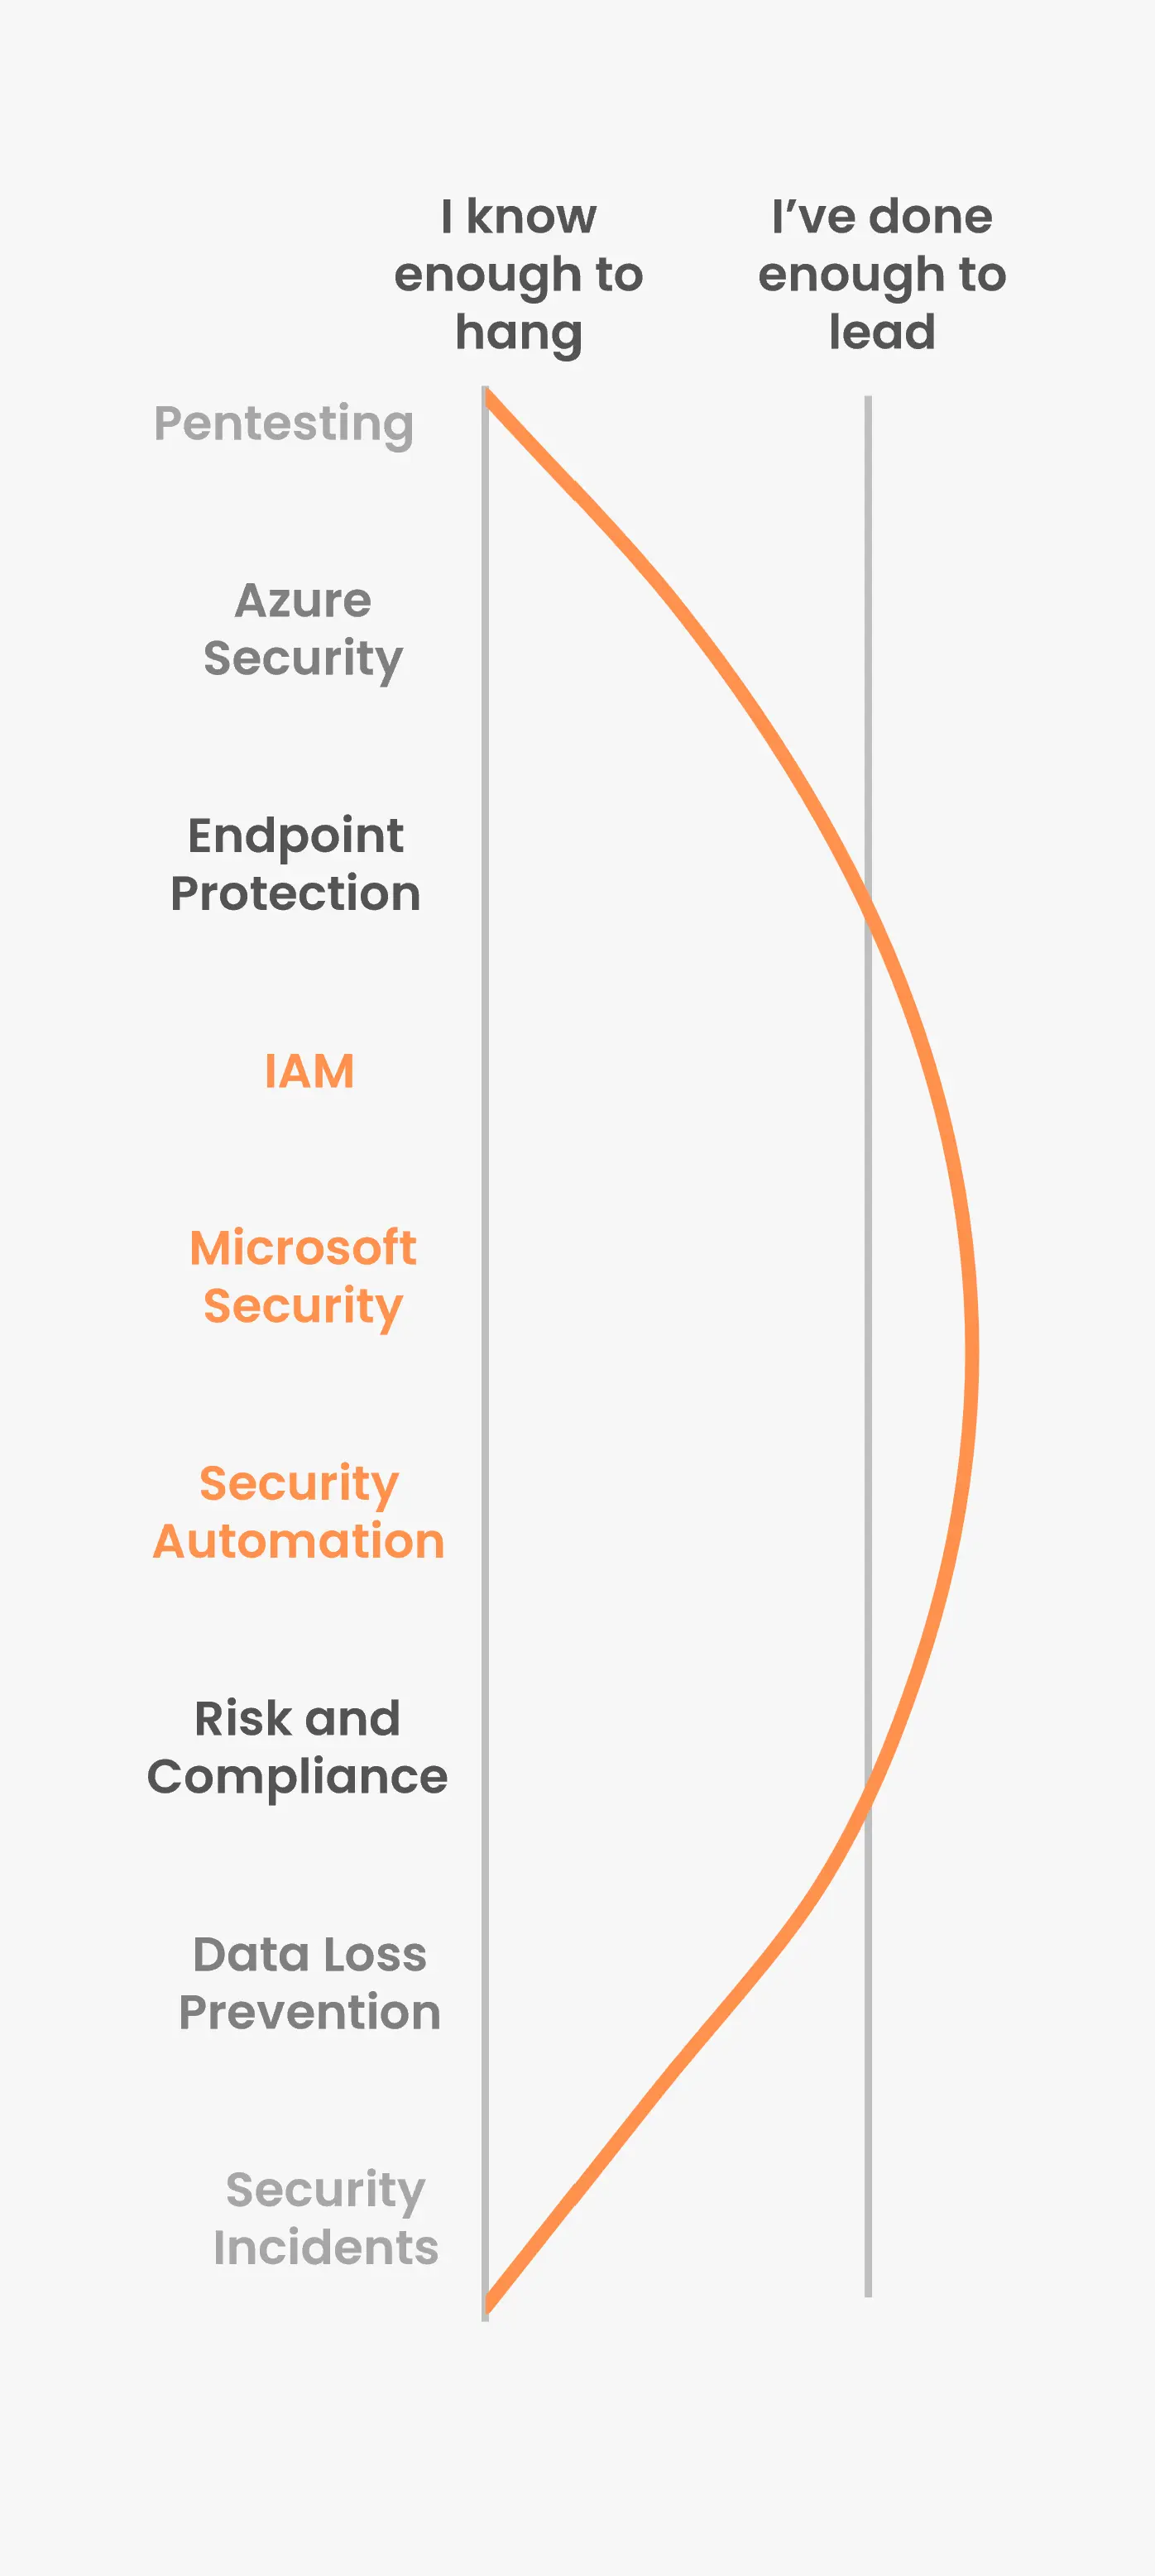 I know
enough to
hang
I’ve done
enough to
lead
Pentesting
Azure
Security
Endpoint
Protection
IAM
Microsoft
Security
Security
Automation
Risk and
Compliance
Data Loss
Prevention
Security
Incidents